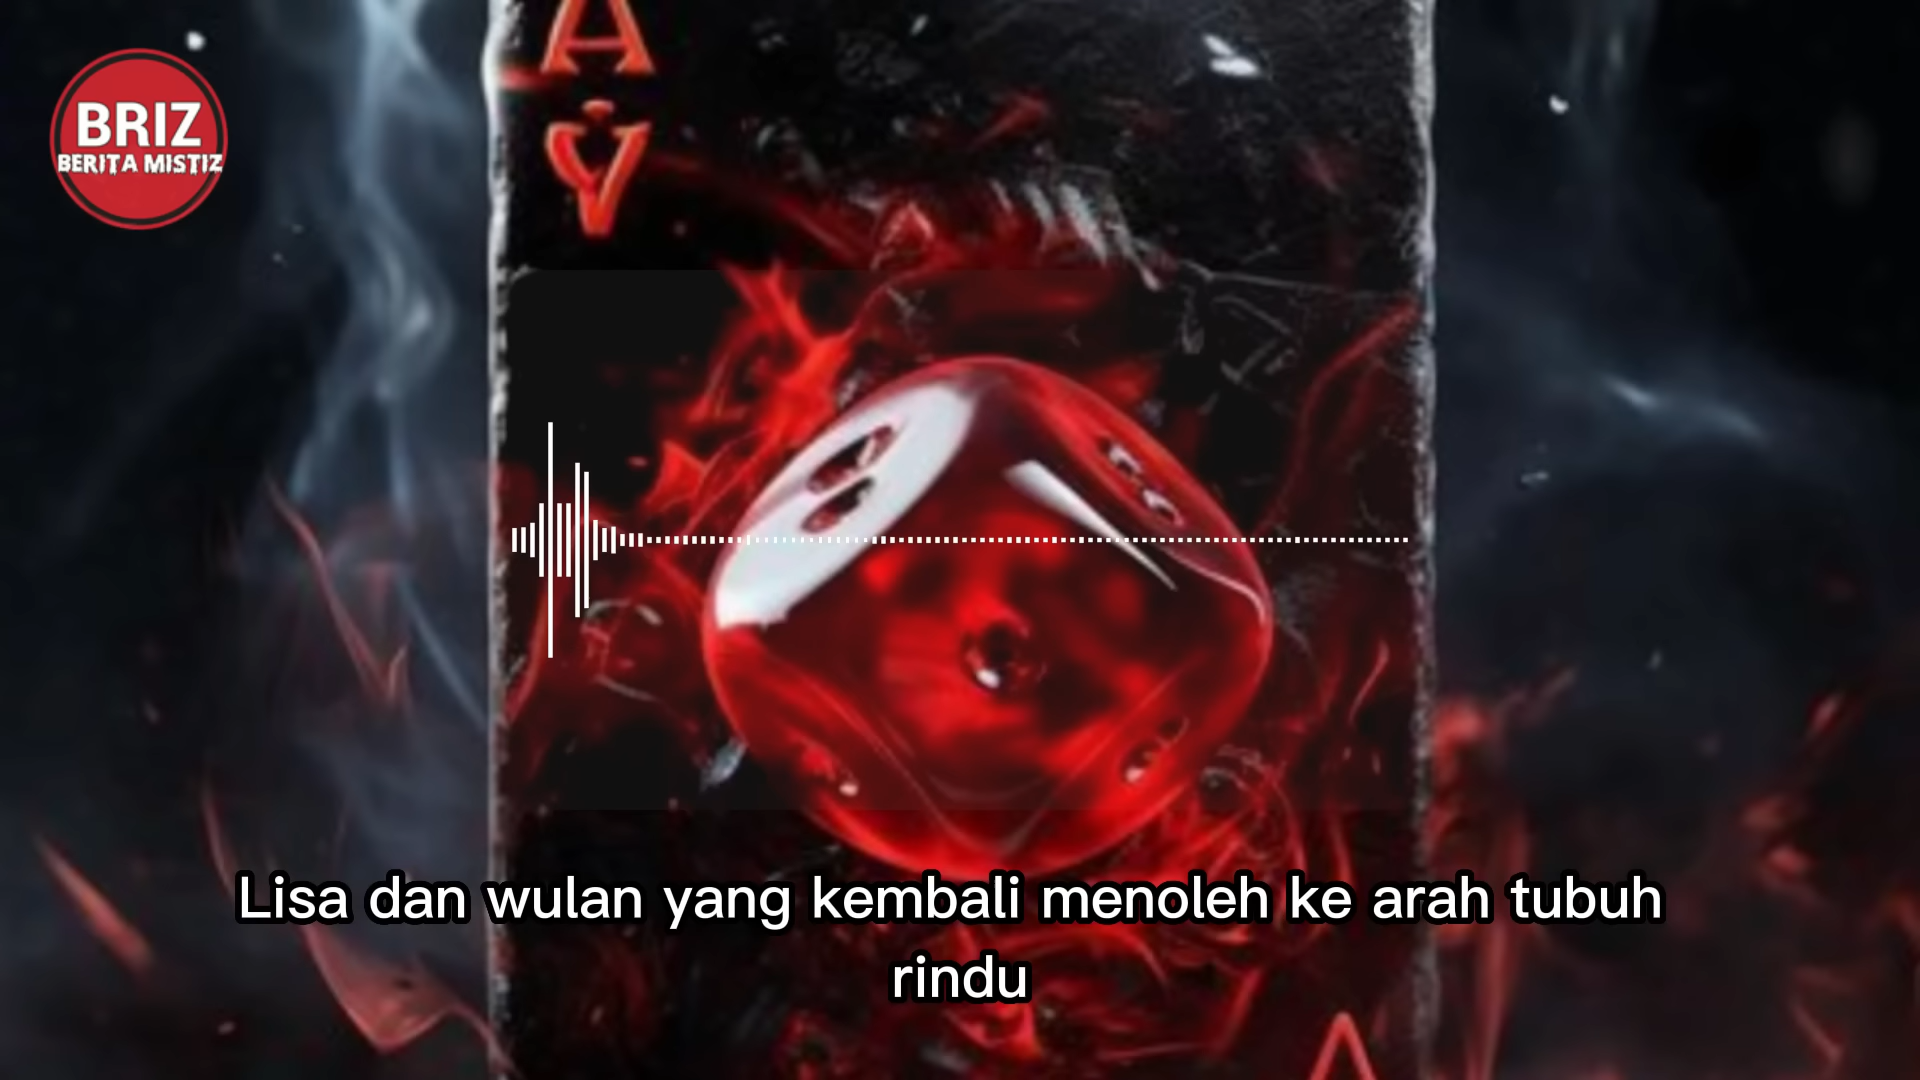 A
BRIZ
BERITA MISTIZ
Lisa dan wulan yang kembali menoleh ke arah tubuh
rindu
A